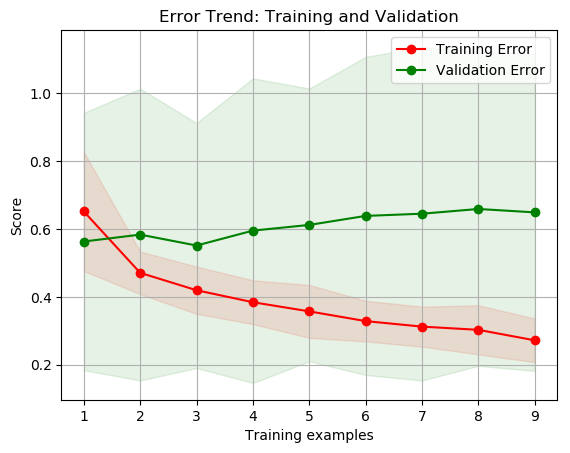 Error Trend: Training and Validation
Training Error
Validation Error
Score
1.0
0.8
0.6
0.4
0.2
1 2 3 4 5 6 7 8 9
Training examples